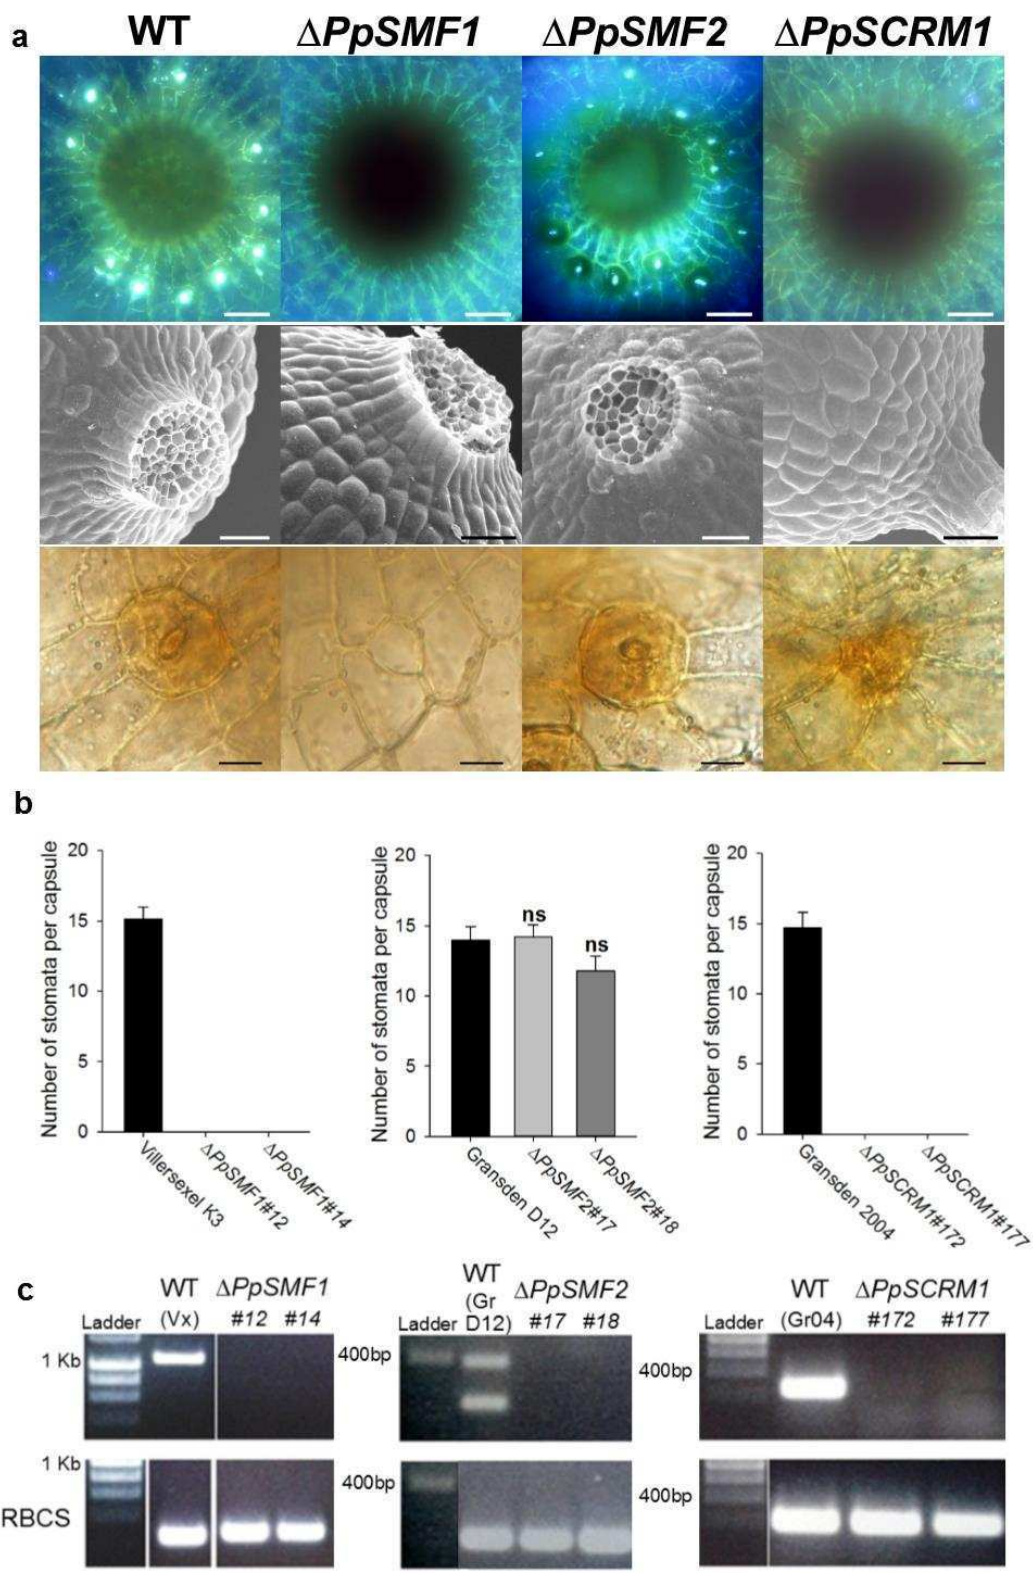 a
WT ΔPpSMF1 ΔPpSMF2 ΔPpSCRM1
b
Number of stomata per capsule
20
15
10
5
0
Villersexel K3
ΔPpSMF1#12
ΔPpSMF1#14
Number of stomata per capsule
20
15
10
5
0
ns
ns
Gransden D12
ΔPpSMF2#17
ΔPpSMF2#18
Number of stomata per capsule
20
15
10
5
0
Gransden 2004
ΔPpSCRM1#172
ΔPpSCRM1#177
c
WT ΔPpSMF1
Ladder (Vx) #12 #14
1 Kb
1 Kb
RBCS
WT
(Gr
D12)
ΔPpSMF2
Ladder #17 #18
400bp
400bp
WT ΔPpSCRM1
Ladder (Gr04) #172 #177
400bp
400bp